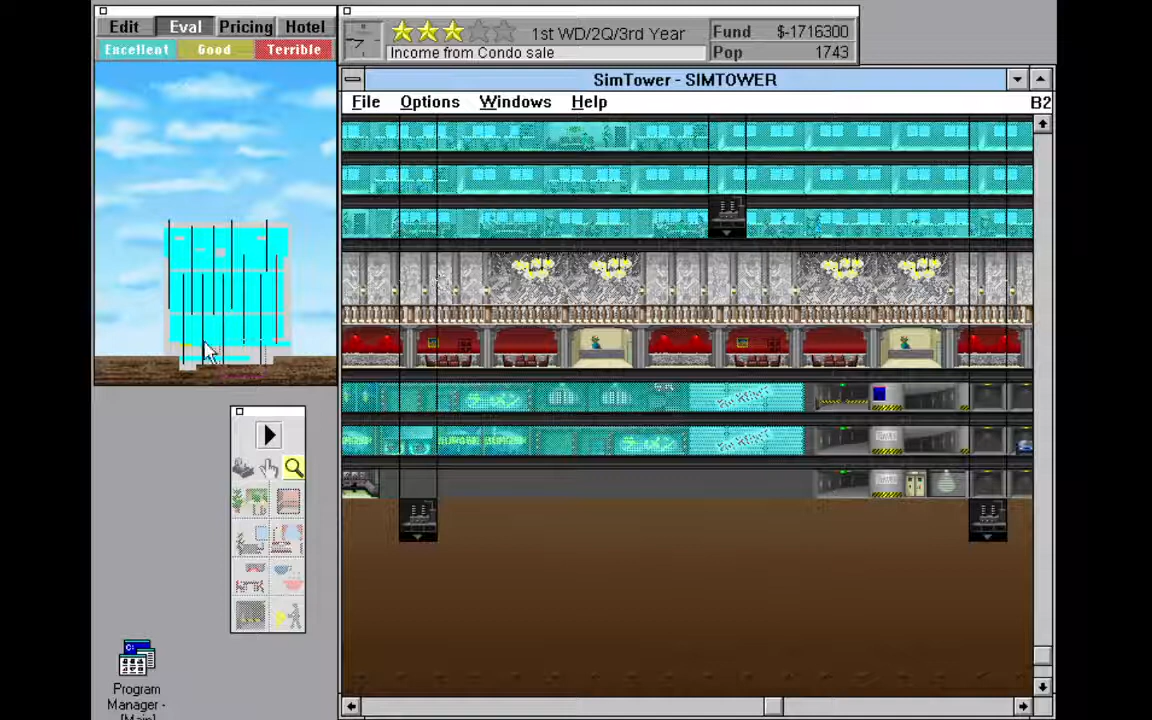 Edit Eval Pricing Hotel
Excellent Good Terrible
1st WD/2Q/3rd Year
Income from Condo sale
Fund $-1716300
Pop 1743
SimTower - SIMTOWER
File Options Windows Help B2
Program
Manager -
[Main]